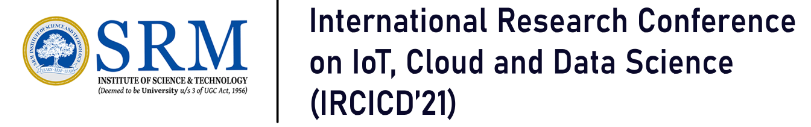 SRM
INSTITUTE OF SCIENCE & TECHNOLOGY
(Deemed to be University u/s 3 of UGC Act, 1956)
International Research Conference
on IoT, Cloud and Data Science
(IRCICD'21)